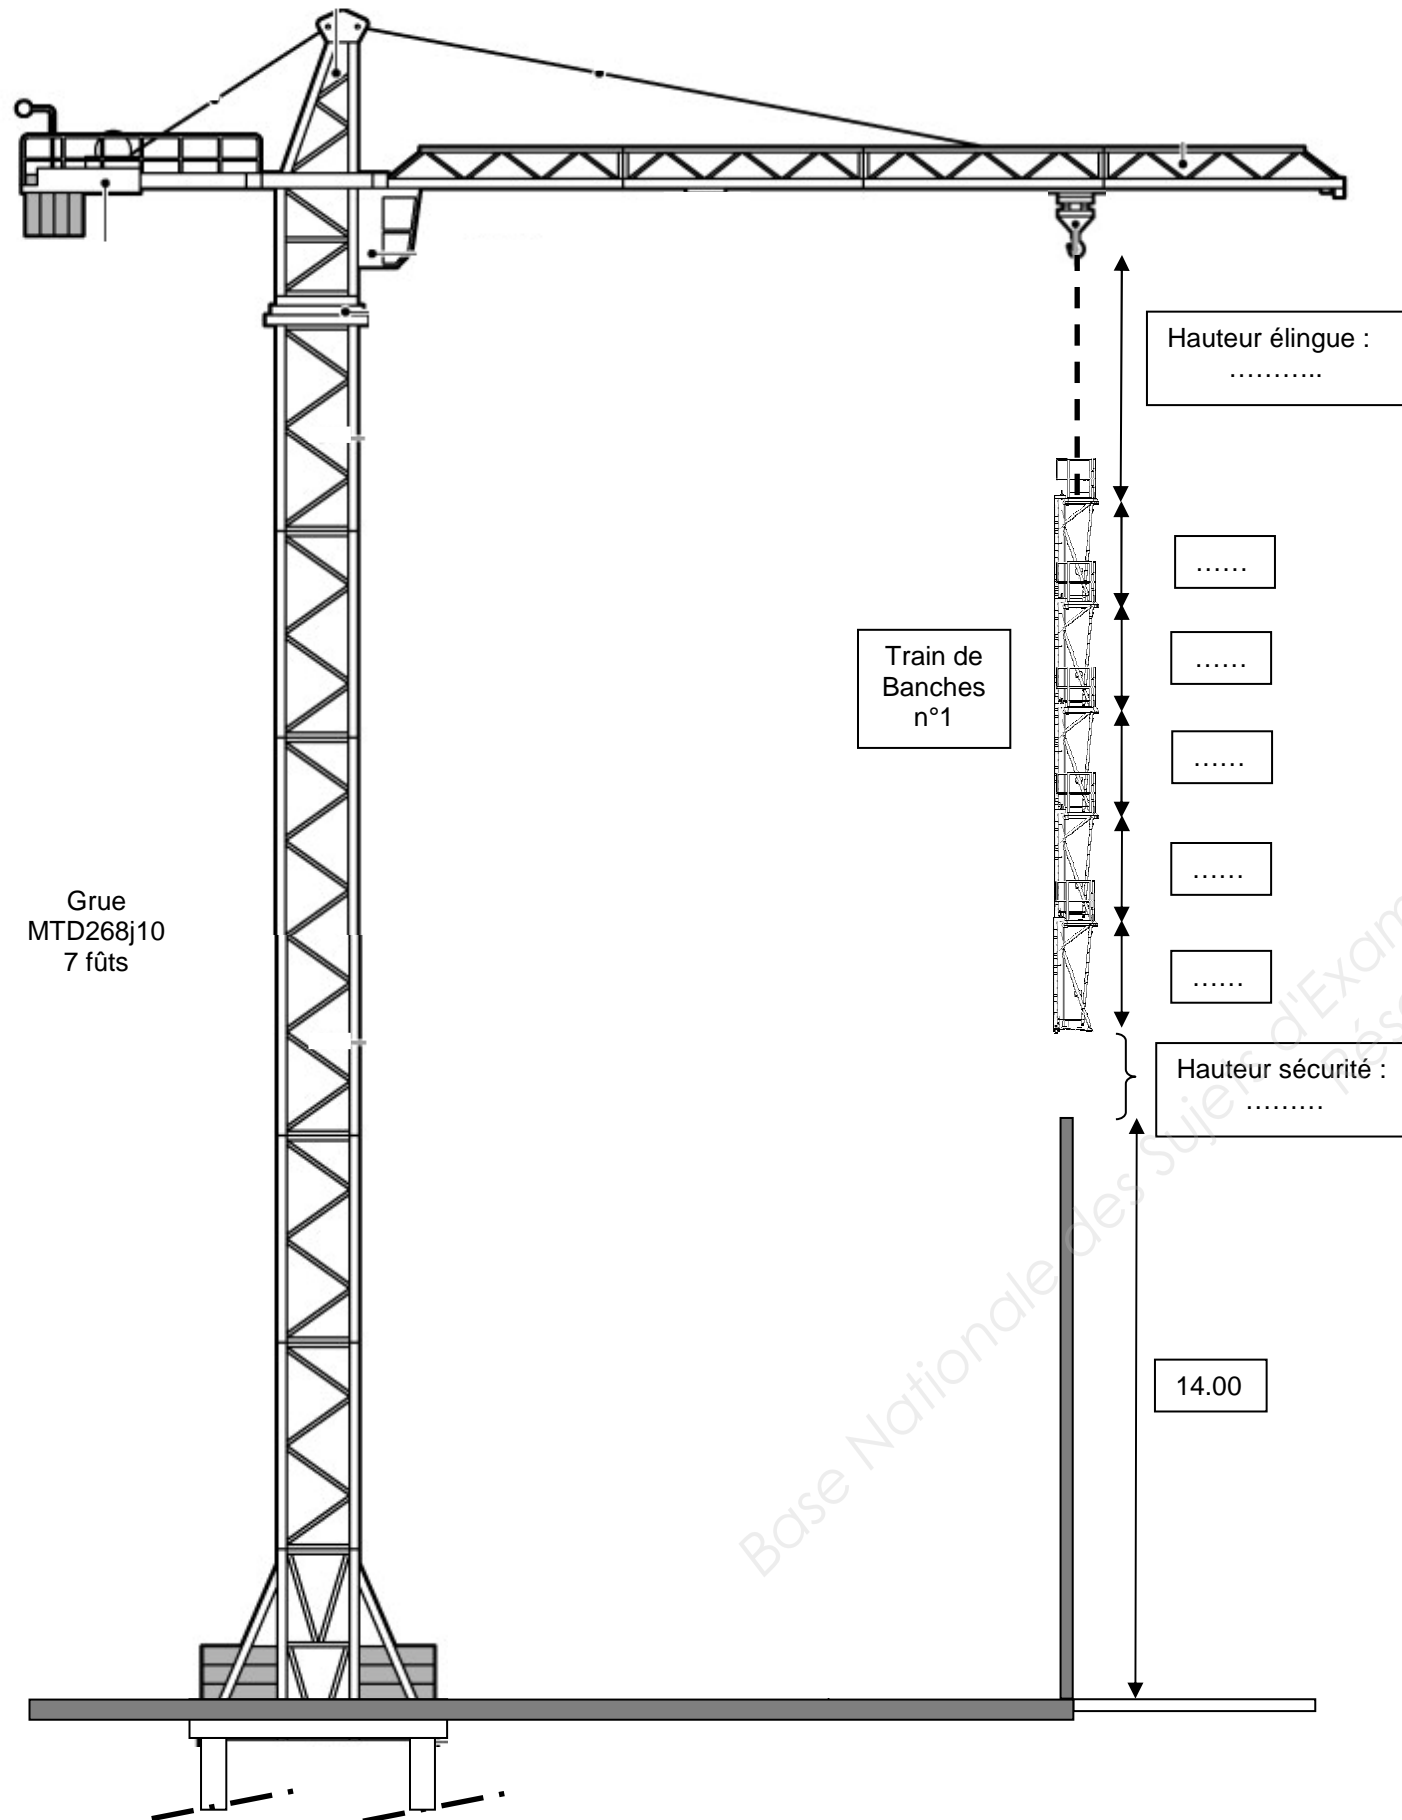 Hauteur élingue :
………..
……
……
Train de
Banches
n°1
……
……
Grue
MTD268j10
7 fûts
……
Hauteur sécurité :
………
14.00
Base Nationale des Sujets d'Exam
Rés